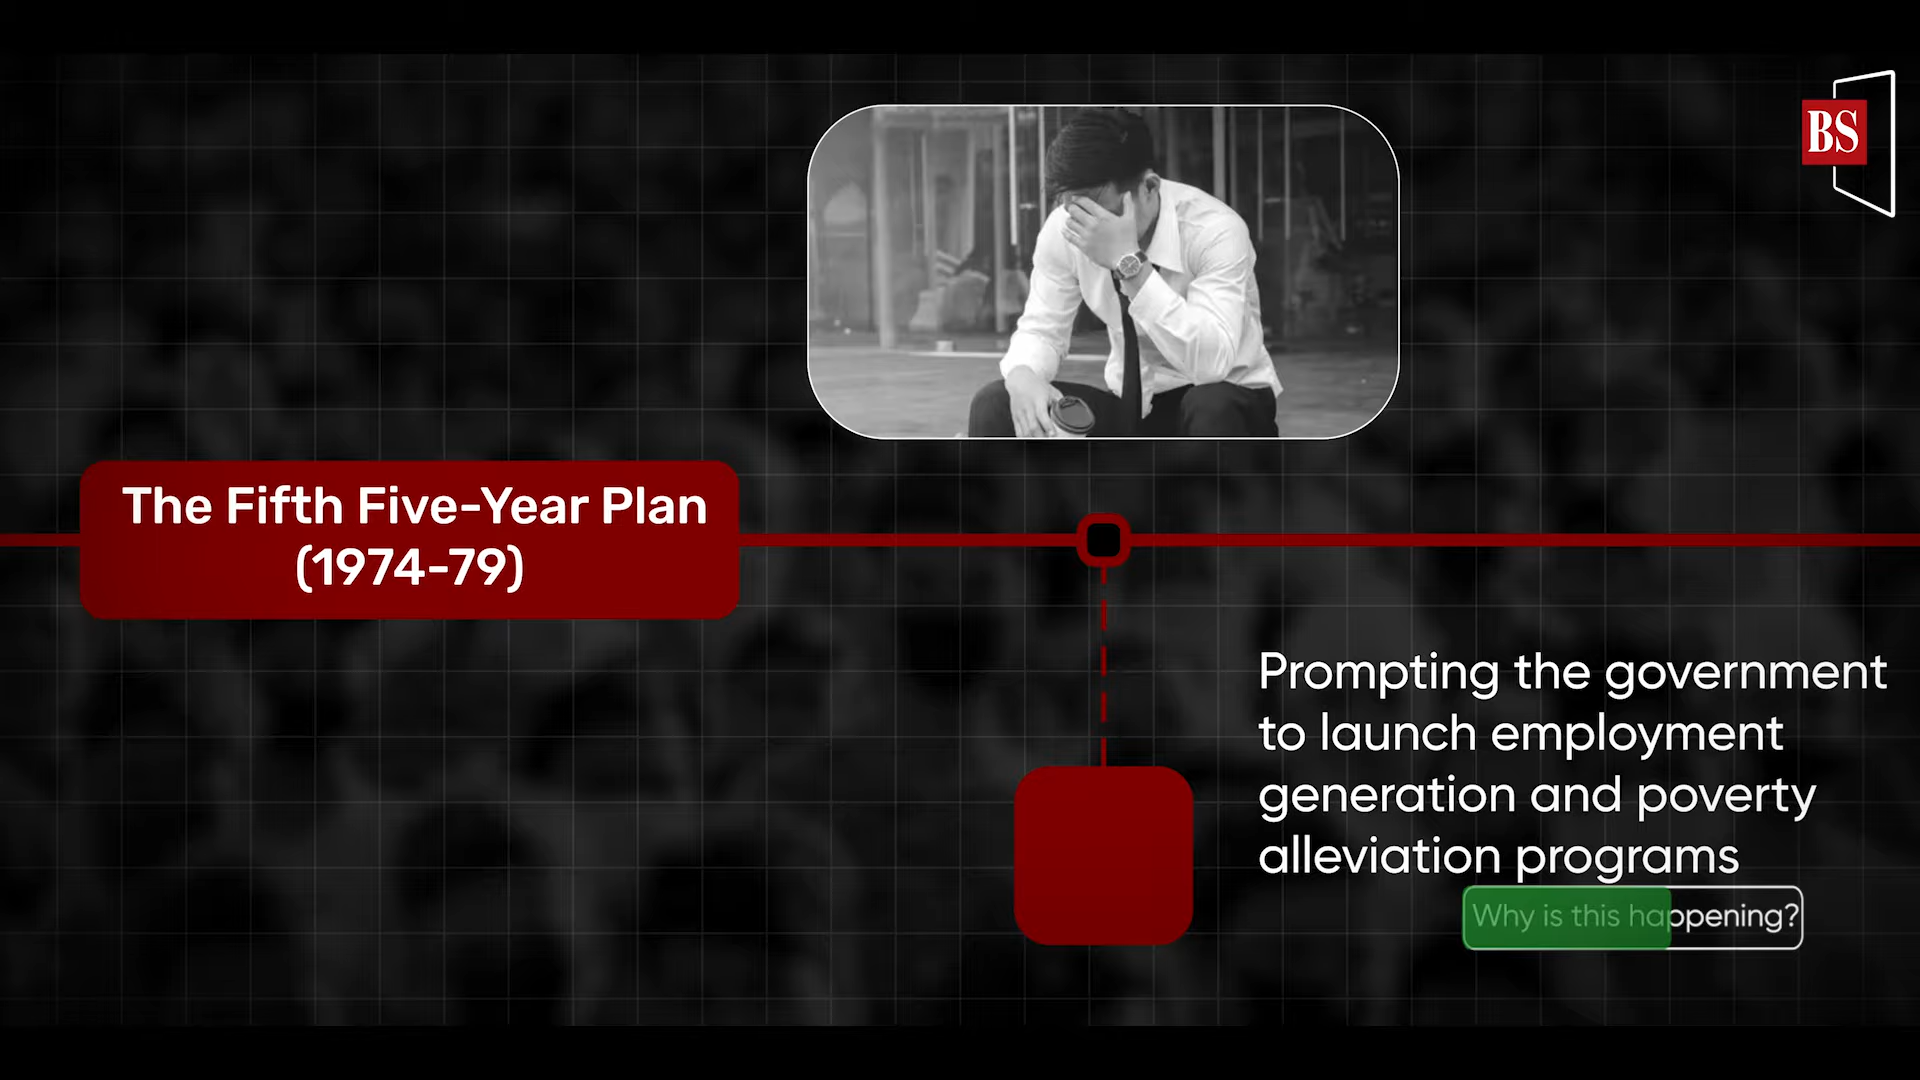 BS
The Fifth Five-Year Plan
(1974-79)
Prompting the government
to launch employment
generation and poverty
alleviation programs
Why is this happening?